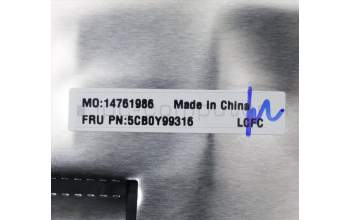 MO:14761986 Made in China
FRU PN:5CB0Y99316 LCFC